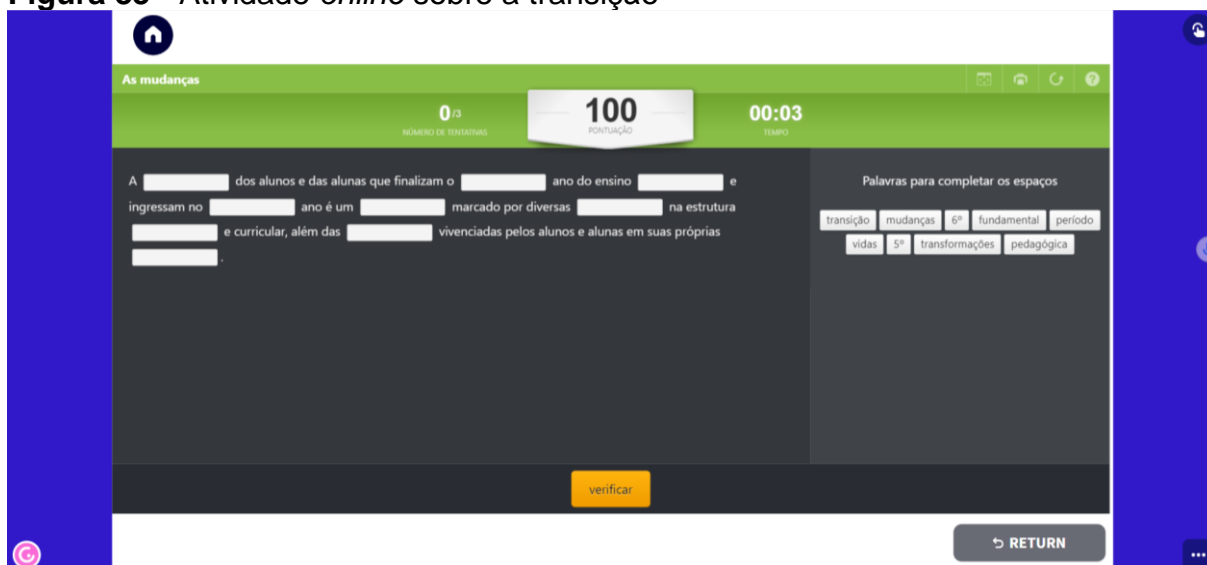 Figura 38 - Atividade online sobre a transição
As mudanças
0/3
NÚMERO DE TENTATIVAS
100
PONTUAÇÃO
00:03
TEMPO
A dos alunos e das alunas que finalizam o ano do ensino e
ingressam no ano é um marcado por diversas na estrutura
e curricular, além das vivenciadas pelos alunos e alunas em suas próprias
.
Palavras para completar os espaços
transição mudanças 6º fundamental período
vidas 5º transformações pedagógica
verificar
RETURN